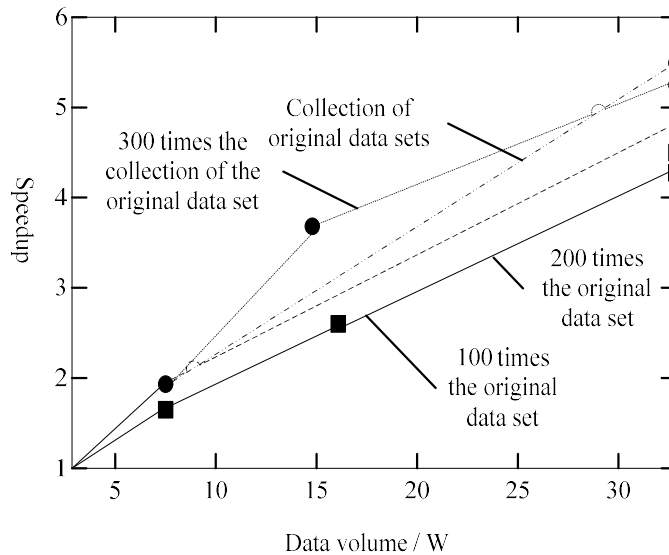 6
5
4
3
2
1
Speedup
300 times the
collection of the
original data set
Collection of
original data sets
200 times
the original
data set
100 times
the original
data set
5
10
15
20
25
30
Data volume / W